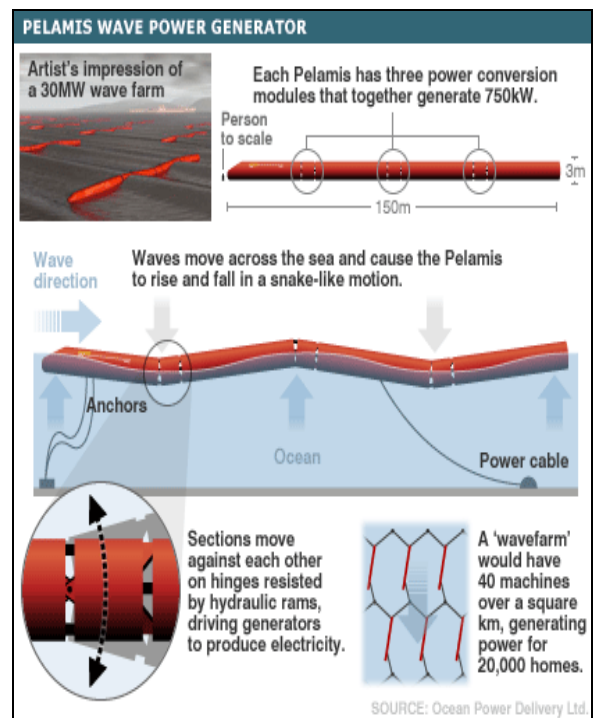 PELAMIS WAVE POWER GENERATOR
Artist's impression of
a 30MW wave farm
Each Pelamis has three power conversion
modules that together generate 750kW.
Person
to scale
3m
150m
Wave
direction
Waves move across the sea and cause the Pelamis
to rise and fall in a snake-like motion.
Anchors
Ocean
Power cable
Sections move
against each other
on hinges resisted
by hydraulic rams,
driving generators
to produce electricity.
A 'wavefarm'
would have
40 machines
over a square
km, generating
power for
20,000 homes.
SOURCE: Ocean Power Delivery Ltd.